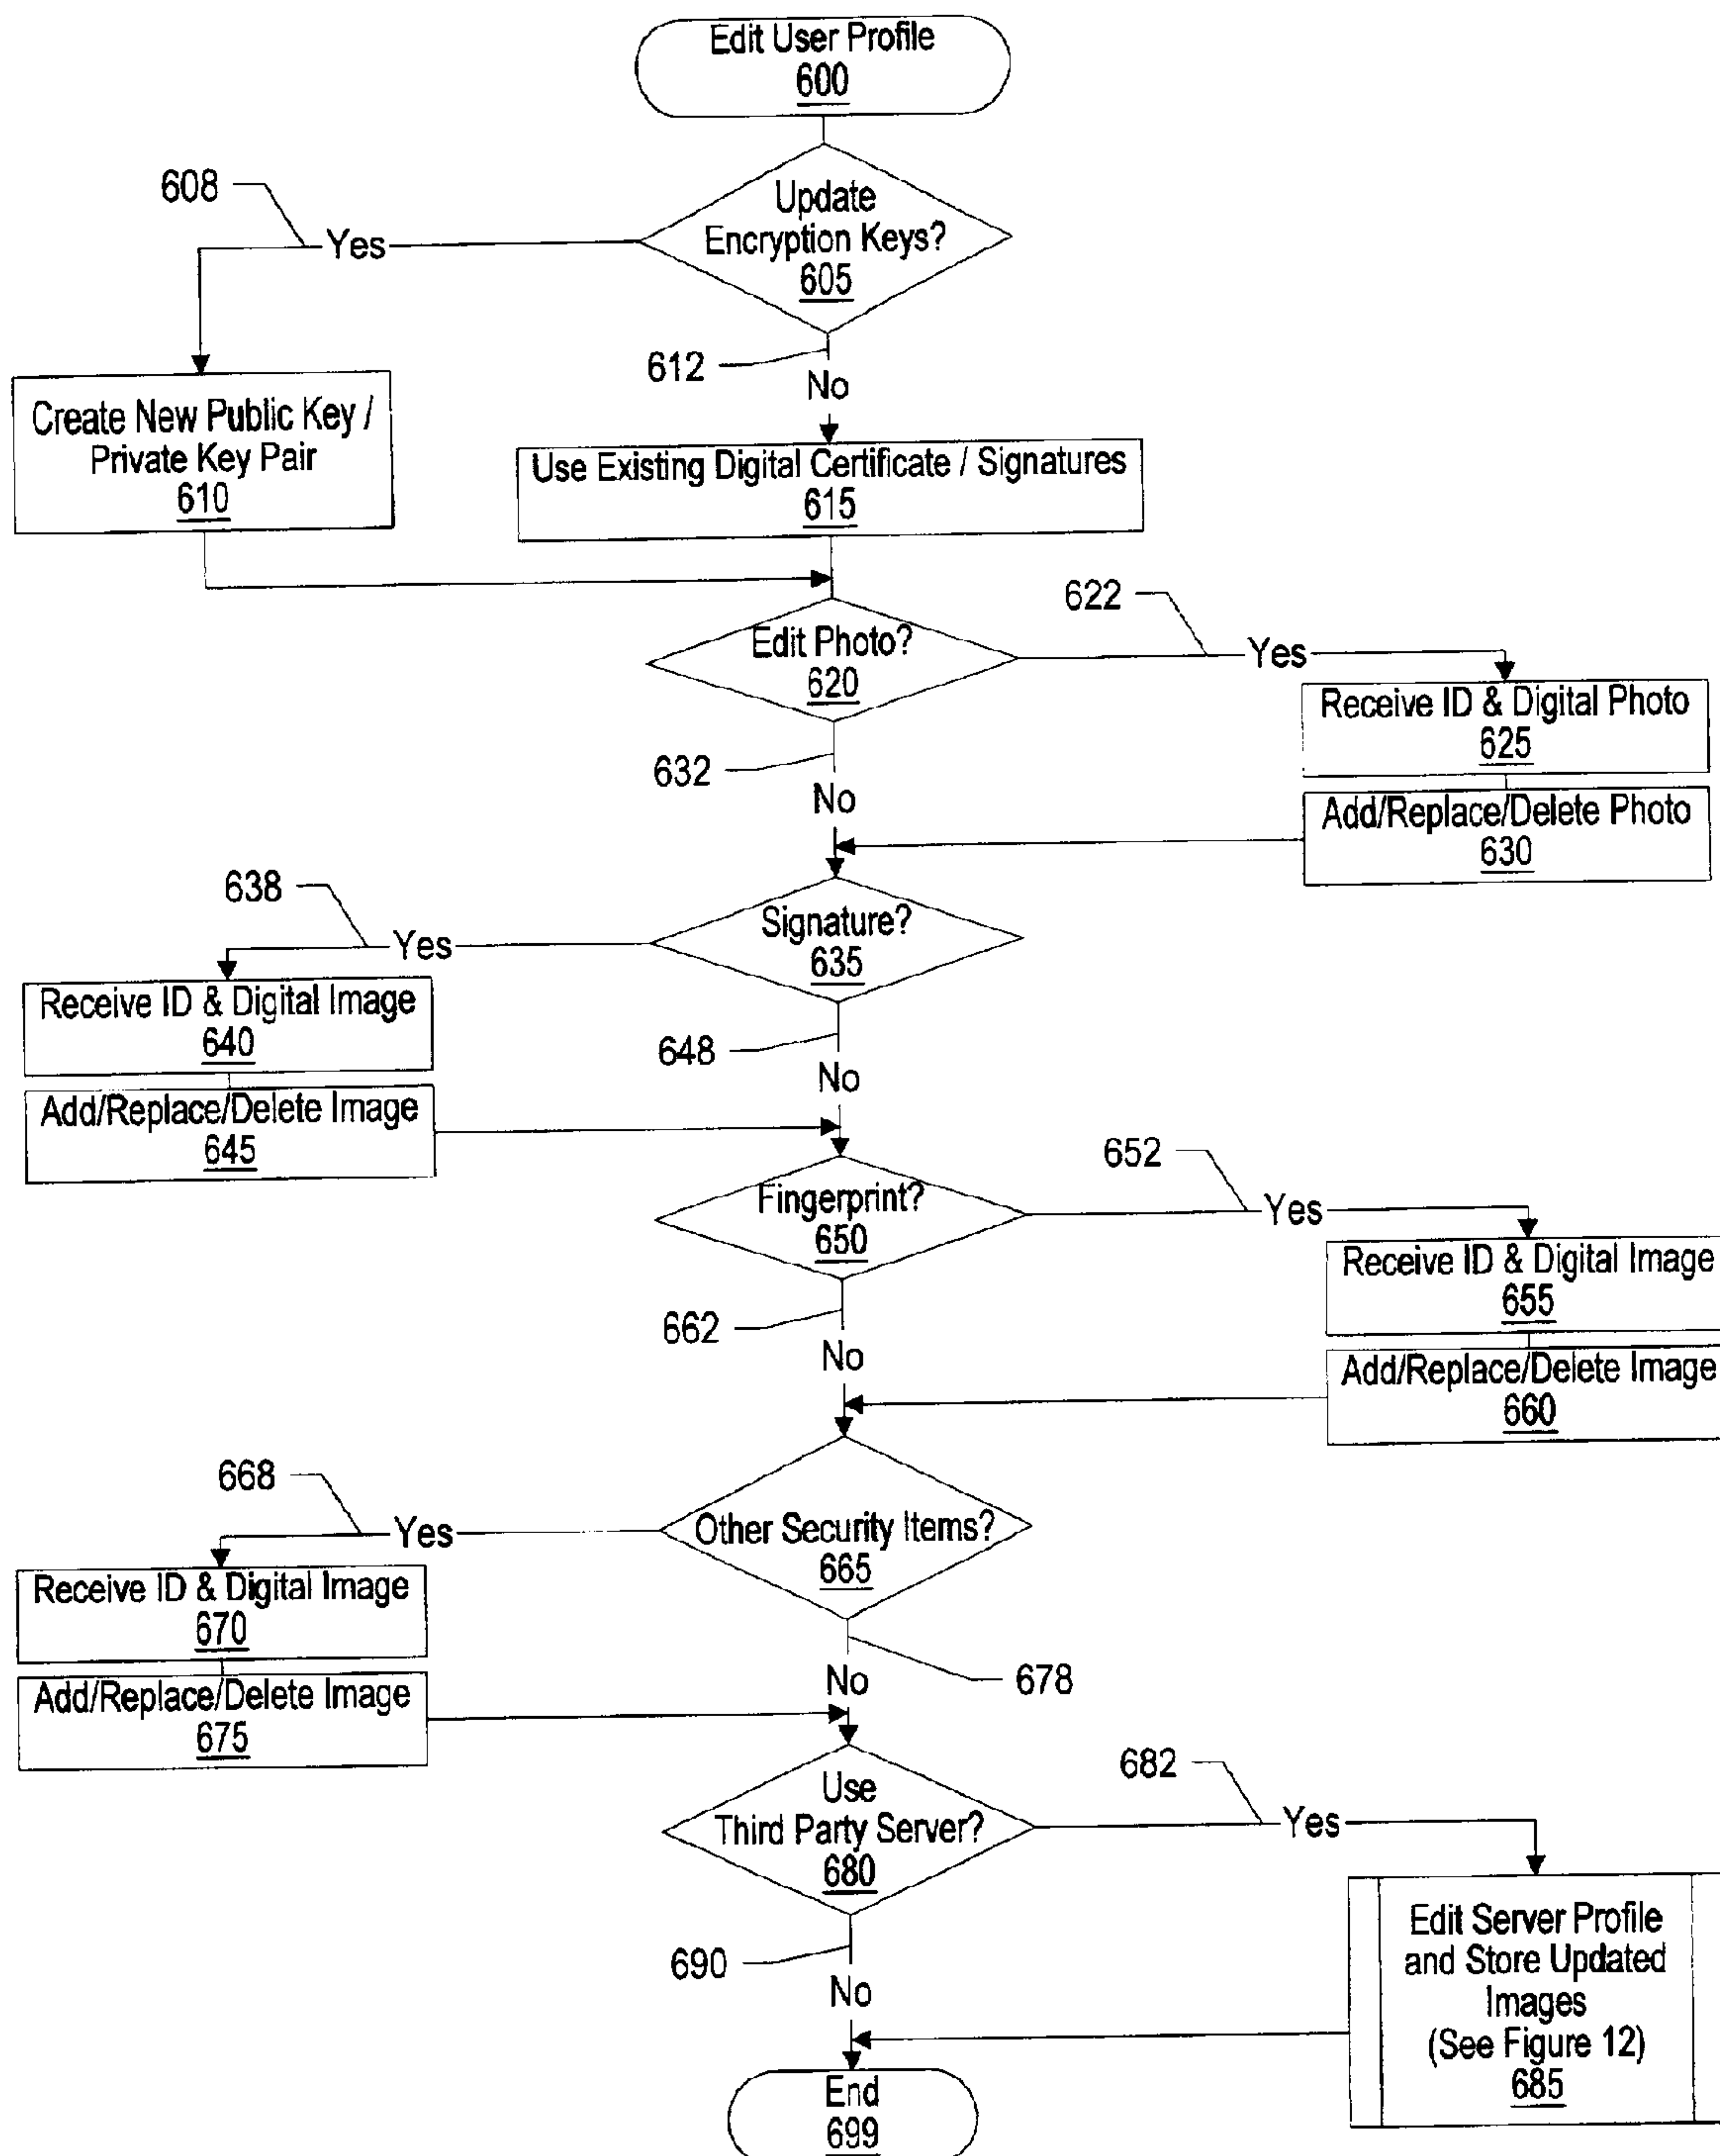 Edit User Profile
600
Update
Encryption Keys?
605
608
Yes
612
No
Create New Public Key /
Private Key Pair
610
Use Existing Digital Certificate / Signatures
615
Edit Photo?
620
622
Yes
Receive ID & Digital Photo
625
Add/Replace/Delete Photo
630
632
No
Signature?
635
638
Yes
Receive ID & Digital Image
640
Add/Replace/Delete Image
645
648
No
Fingerprint?
650
652
Yes
Receive ID & Digital Image
655
Add/Replace/Delete Image
660
662
No
Other Security Items?
665
668
Yes
Receive ID & Digital Image
670
Add/Replace/Delete Image
675
678
No
Use
Third Party Server?
680
682
Yes
Edit Server Profile
and Store Updated
Images
(See Figure 12)
685
690
No
End
699